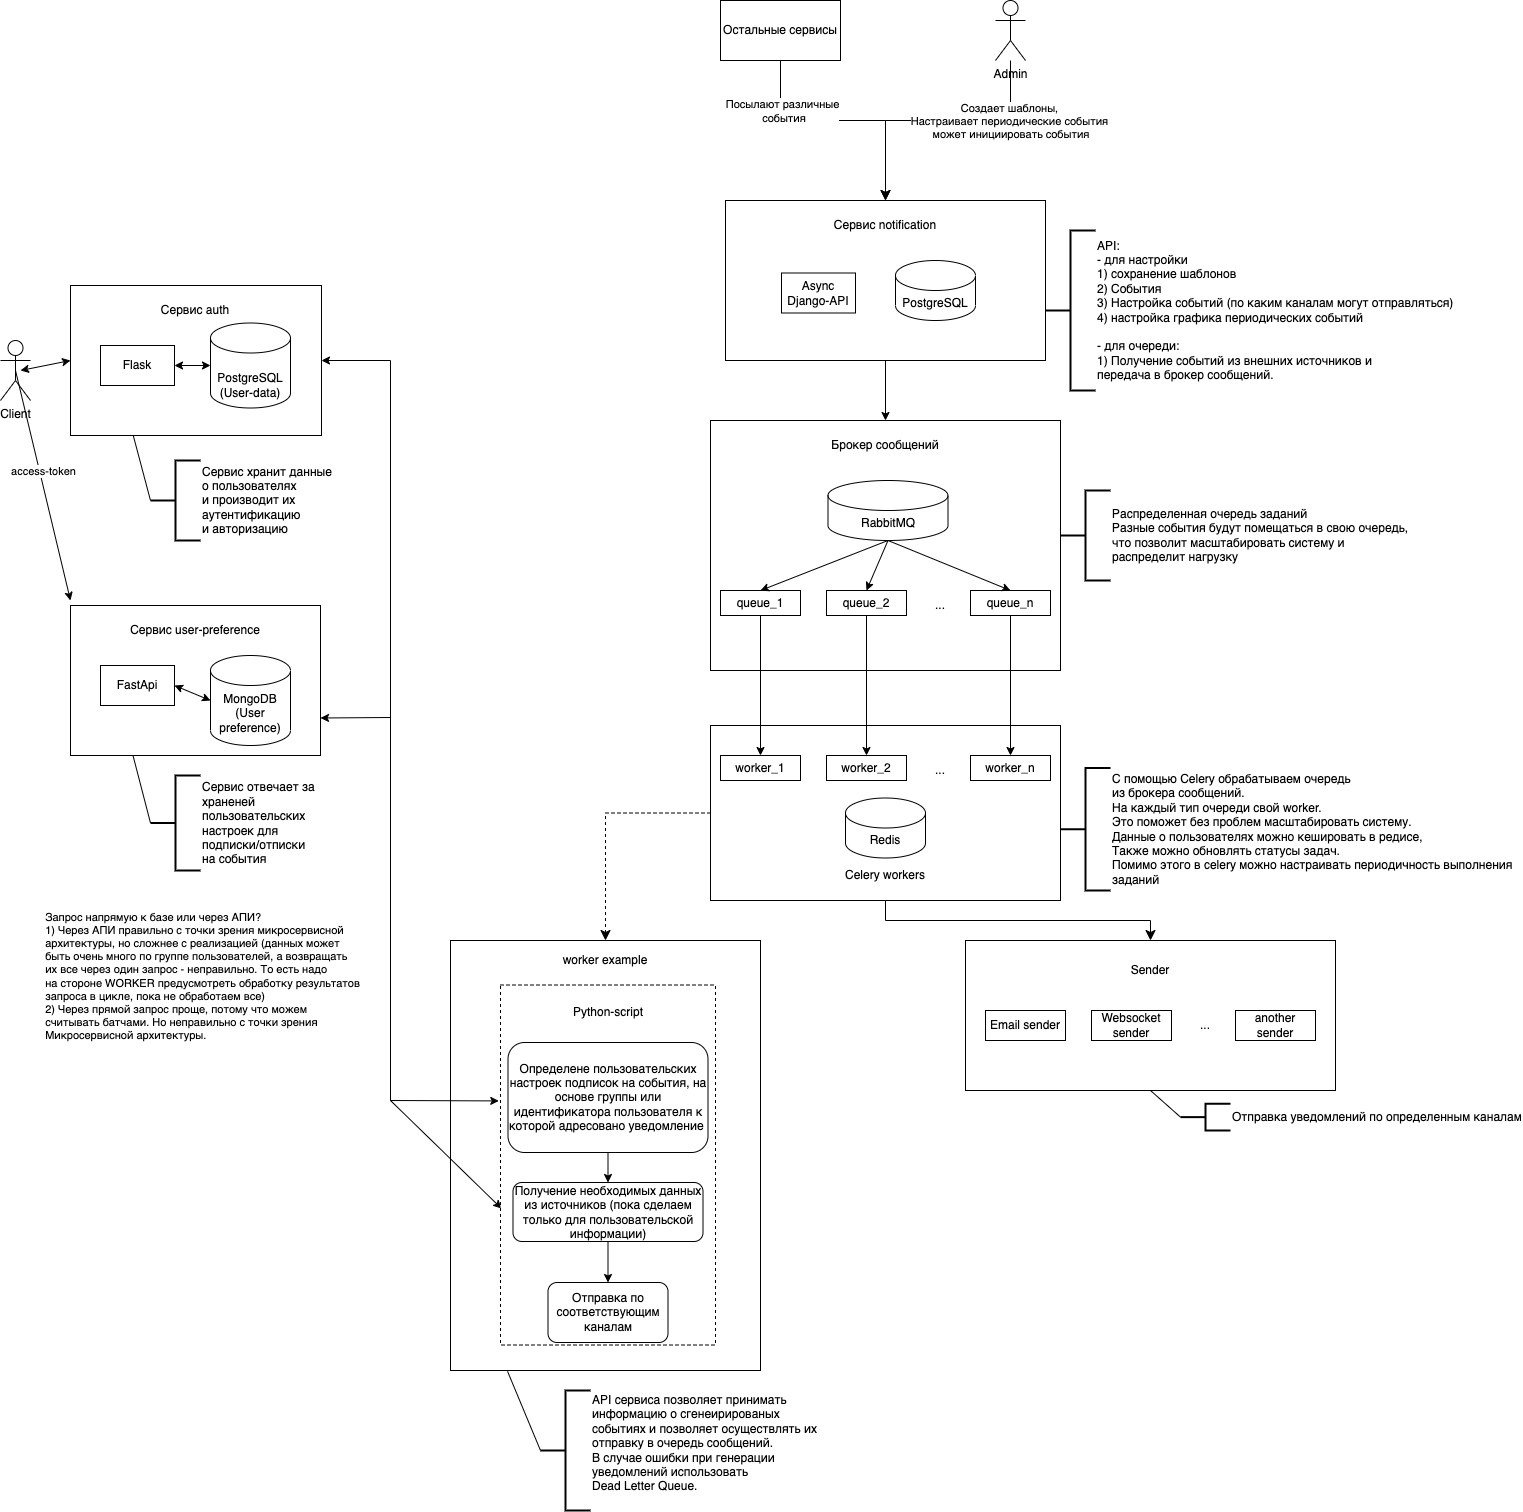 Остальные сервисы
Admin
Посылают различные
события
Создает шаблоны,
Настраивает периодические события
может инициировать события
Сервис notification
Async
Django-API
PostgreSQL
API:
- для настройки
1) сохранение шаблонов
2) События
3) Настройка событий (по каким каналам могут отправляться)
4) настройка графика периодических событий
- для очереди:
1) Получение событий из внешних источников и
передача в брокер сообщений.
Сервис auth
Flask
PostgreSQL
(User-data)
Client
access-token
Сервис хранит данные
о пользователях
и производит их
аутентификацию
и авторизацию
Брокер сообщений
RabbitMQ
queue_1
queue_2
...
queue_n
Распределенная очередь заданий
Разные события будут помещаться в свою очередь,
что позволит масштабировать систему и
распределит нагрузку
Сервис user-preference
FastApi
MongoDB
(User
preference)
Сервис отвечает за
храненей
пользовательских
настроек для
подписки/отписки
на события
worker_1
worker_2
...
worker_n
Redis
Celery workers
С помощью Celery обрабатываем очередь
из брокера сообщений.
На каждый тип очереди свой worker.
Это поможет без проблем масштабировать систему.
Данные о пользователях можно кешировать в редисе,
Также можно обновлять статусы задач.
Помимо этого в celery можно настраивать периодичность выполнения
заданий
Запрос напрямую к базе или через АПИ?
1) Через АПИ правильно с точки зрения микросервисной
архитектуры, но сложнее с реализацией (данных может
быть очень много по группе пользователей, а возвращать
их все через один запрос - неправильно. То есть надо
на стороне WORKER предусмотреть обработку результатов
запроса в цикле, пока не обработаем все)
2) Через прямой запрос проще, потому что можем
считывать батчами. Но неправильно с точки зрения
Микросервисной архитектуры.
worker example
Python-script
Определене пользовательских
настроек подписок на события, на
основе группы или
идентификатора пользователя к
которой адресовано уведомление
Получение необходимых данных
из источников (пока сделаем
только для пользовательской
информации)
Отправка по
соответствующим
каналам
Sender
Email sender
Websocket
sender
...
another
sender
Отправка уведомлений по определенным каналам
API сервиса позволяет принимать
информацию о сгенеирированых
событиях и позволяет осуществлять их
отправку в очередь сообщений.
В случае ошибки при генерации
уведомлений использовать
Dead Letter Queue.